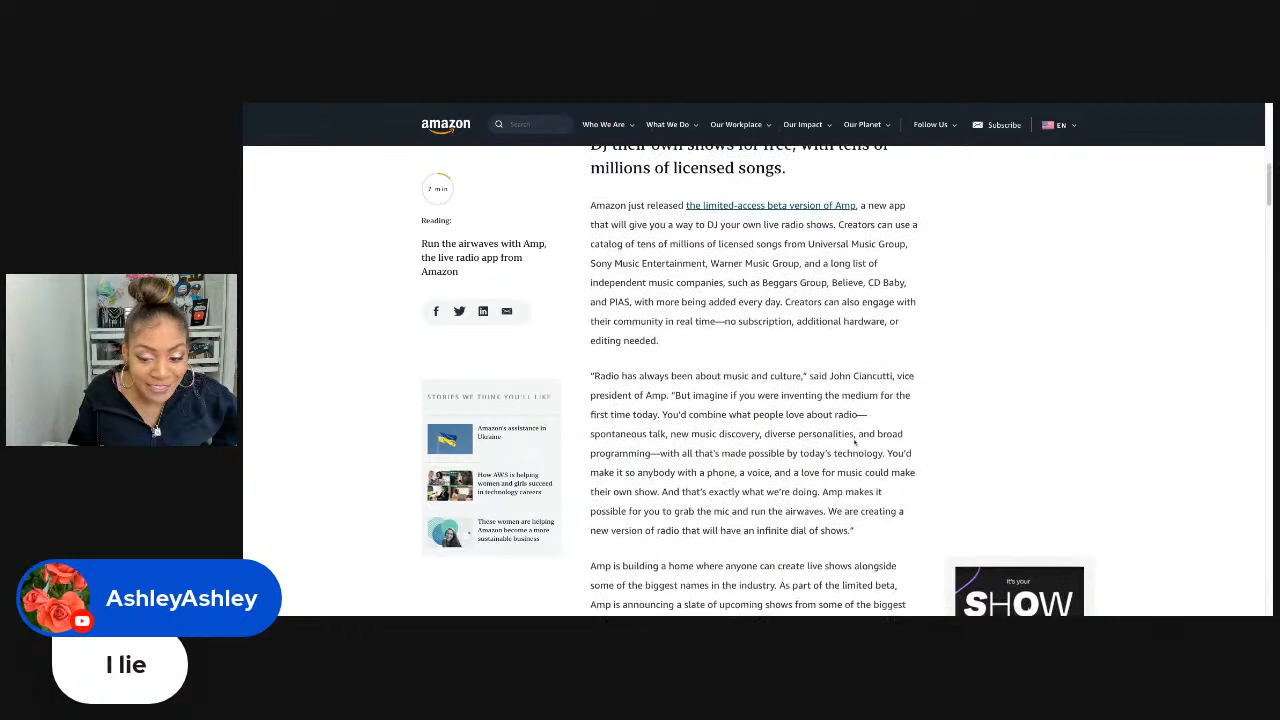 amazon
Search
Who We Are
What We Do
Our Workplace
Our Impact
Our Planet
Follow Us
Subscribe
EN
DJ their own shows for free, with tens of
millions of licensed songs.
7 min
Reading:
Run the airwaves with Amp,
the live radio app from
Amazon
Amazon just released the limited-access beta version of Amp, a new app
that will give you a way to DJ your own live radio shows. Creators can use a
catalog of tens of millions of licensed songs from Universal Music Group,
Sony Music Entertainment, Warner Music Group, and a long list of
independent music companies, such as Beggars Group, Believe, CD Baby,
and PIAS, with more being added every day. Creators can also engage with
their community in real time—no subscription, additional hardware, or
editing needed.
STORIES WE THINK YOU'LL LIKE
Amazon's assistance in
Ukraine
How AWS is helping
women and girls succeed
in technology careers
These women are helping
Amazon become a more
sustainable business
“Radio has always been about music and culture,” said John Ciancutti, vice
president of Amp. “But imagine if you were inventing the medium for the
first time today. You’d combine what people love about radio—
spontaneous talk, new music discovery, diverse personalities, and broad
programming—with all that’s made possible by today’s technology. You’d
make it so anybody with a phone, a voice, and a love for music could make
their own show. And that’s exactly what we’re doing. Amp makes it
possible for you to grab the mic and run the airwaves. We are creating a
new version of radio that will have an infinite dial of shows.”
Amp is building a home where anyone can create live shows alongside
some of the biggest names in the industry. As part of the limited beta,
Amp is announcing a slate of upcoming shows from some of the biggest
it's your
SHOW
AshleyAshley
I lie